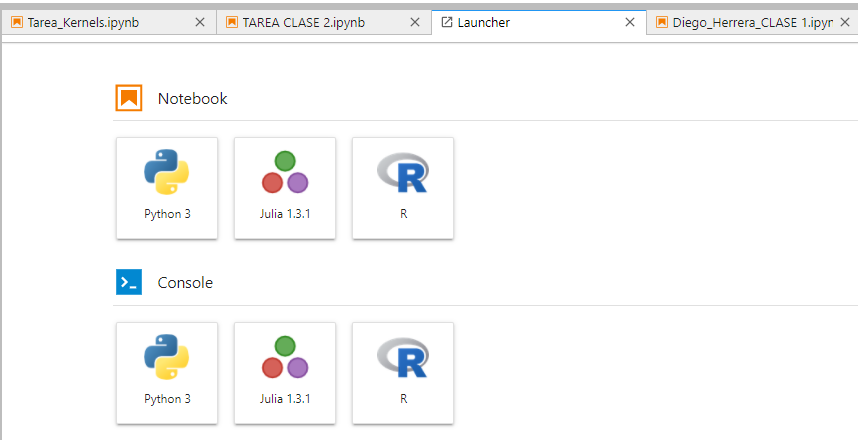 Tarea_Kernels.ipynb TAREA CLASE 2.ipynb Launcher Diego_Herrera_CLASE 1.ipyr
Notebook
Python 3 Julia 1.3.1 R
Console
Python 3 Julia 1.3.1 R